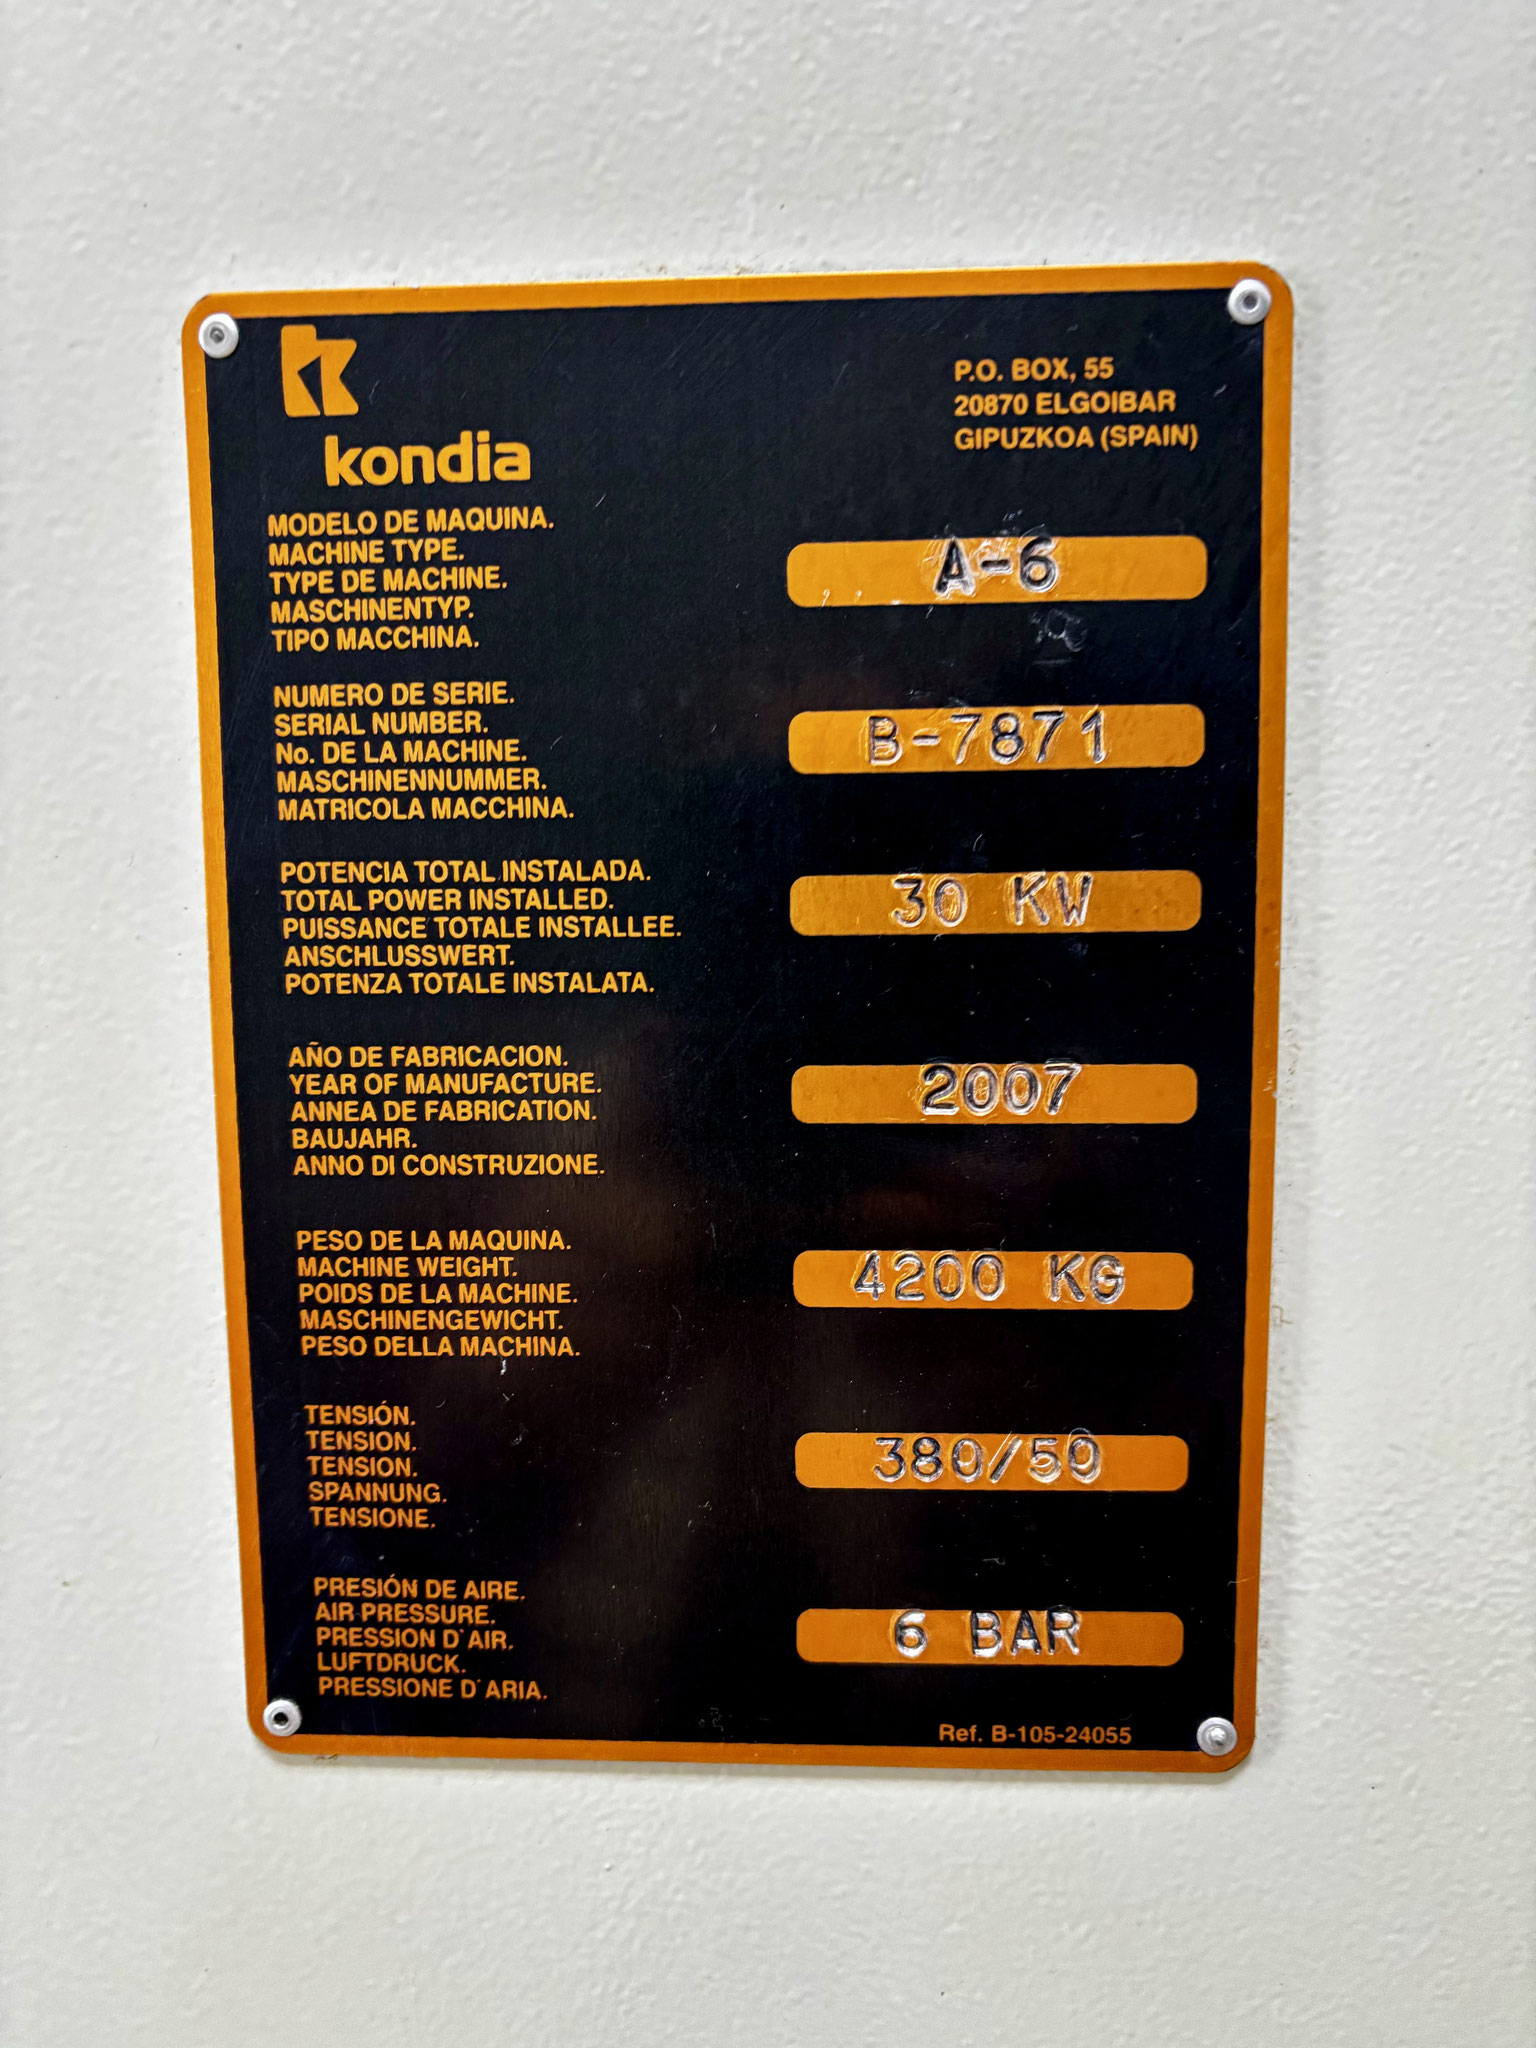 kondia
P.O. BOX, 55
20870 ELGOIBAR
GIPUZKOA (SPAIN)
MODELO DE MAQUINA.
MACHINE TYPE.
TYPE DE MACHINE.
MASCHINENTYP.
TIPO MACCHINA.
A-6
NUMERO DE SERIE.
SERIAL NUMBER.
No. DE LA MACHINE.
MASCHINENNUMMER.
MATRICOLA MACCHINA.
B-7871
POTENCIA TOTAL INSTALADA.
TOTAL POWER INSTALLED.
PUISSANCE TOTALE INSTALLEE.
ANSCHLUSSWERT.
POTENZA TOTALE INSTALATA.
30 KW
AÑO DE FABRICACION.
YEAR OF MANUFACTURE.
ANNEA DE FABRICATION.
BAUJAHR.
ANNO DI CONSTRUZIONE.
2007
PESO DE LA MAQUINA.
MACHINE WEIGHT.
POIDS DE LA MACHINE.
MASCHINENGEWICHT.
PESO DELLA MACHINA.
4200 KG
TENSIÓN.
TENSION.
TENSION.
SPANNUNG.
TENSIONE.
380/50
PRESIÓN DE AIRE.
AIR PRESSURE.
PRESSION D'AIR.
LUFTDRUCK.
PRESSIONE D'ARIA.
6 BAR
Ref. B-105-24055